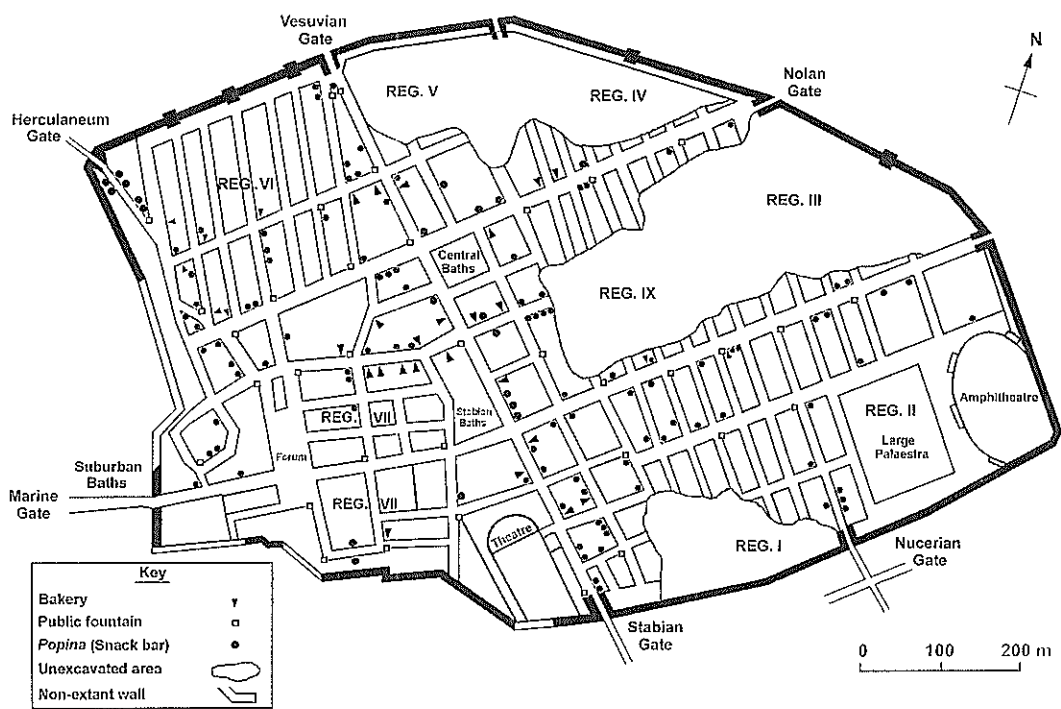 Vesuvian
Gate
N
REG. V
REG. IV
Nolan
Gate
Herculaneum
Gate
REG. VI
REG. III
Central
Baths
REG. IX
REG. II
Amphitheatre
REG. VII
Stabian
Baths
Large
Palaestra
Forum
Suburban
Baths
Marine
Gate
REG. VII
Theatre
REG. I
Nucerian
Gate
Key
Bakery
Public fountain
Popina (Snack bar)
Unexcavated area
Non-extant wall
Stabian
Gate
0 100 200 m